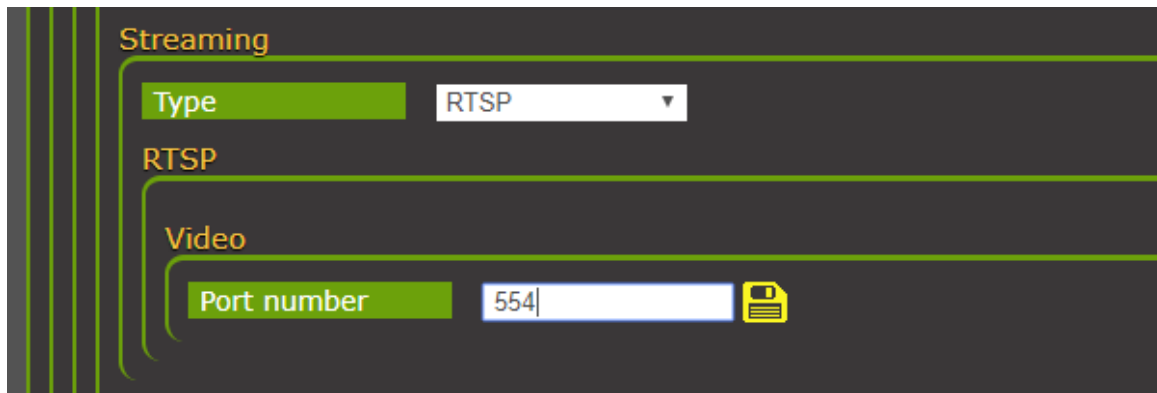 Streaming
Type RTSP
RTSP
Video
Port number 554